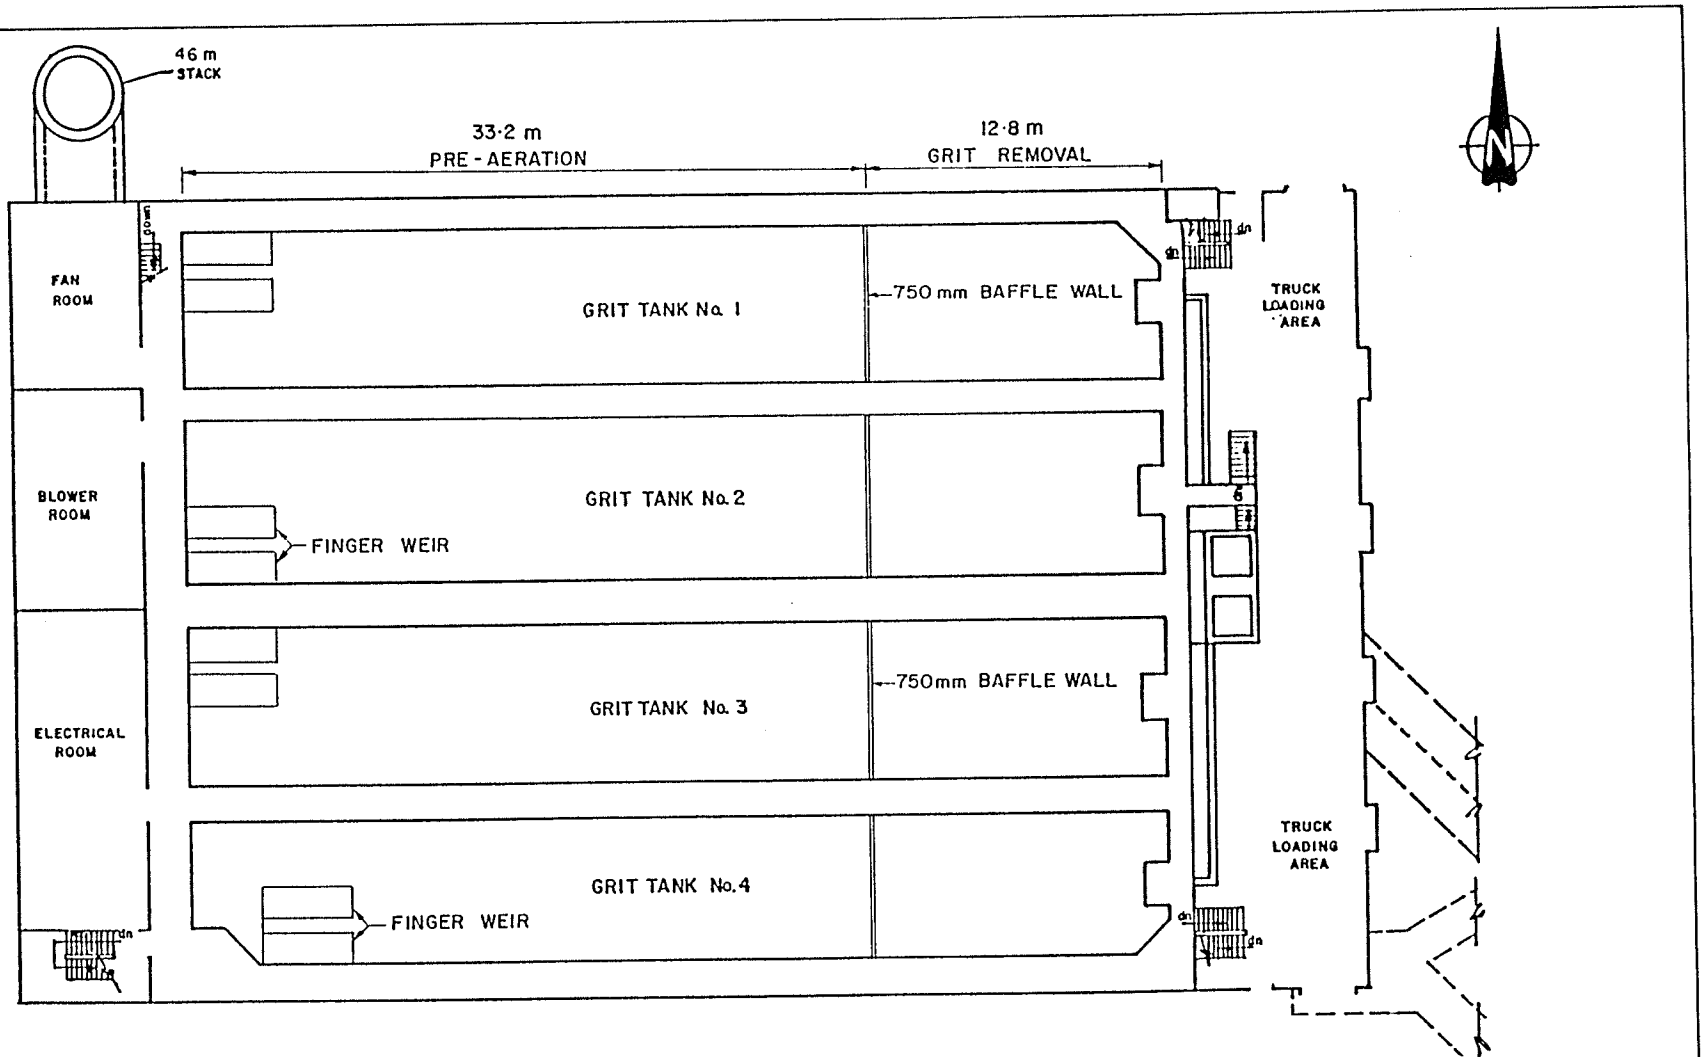 46 m
STACK
33·2 m
PRE-AERATION
12·8 m
GRIT REMOVAL
N
down
dn
dn
FAN
ROOM
GRIT TANK No. 1
750 mm BAFFLE WALL
TRUCK
LOADING
AREA
BLOWER
ROOM
GRIT TANK No. 2
FINGER WEIR
ELECTRICAL
ROOM
GRIT TANK No. 3
750mm BAFFLE WALL
TRUCK
LOADING
AREA
GRIT TANK No. 4
FINGER WEIR
dn
dn
dn